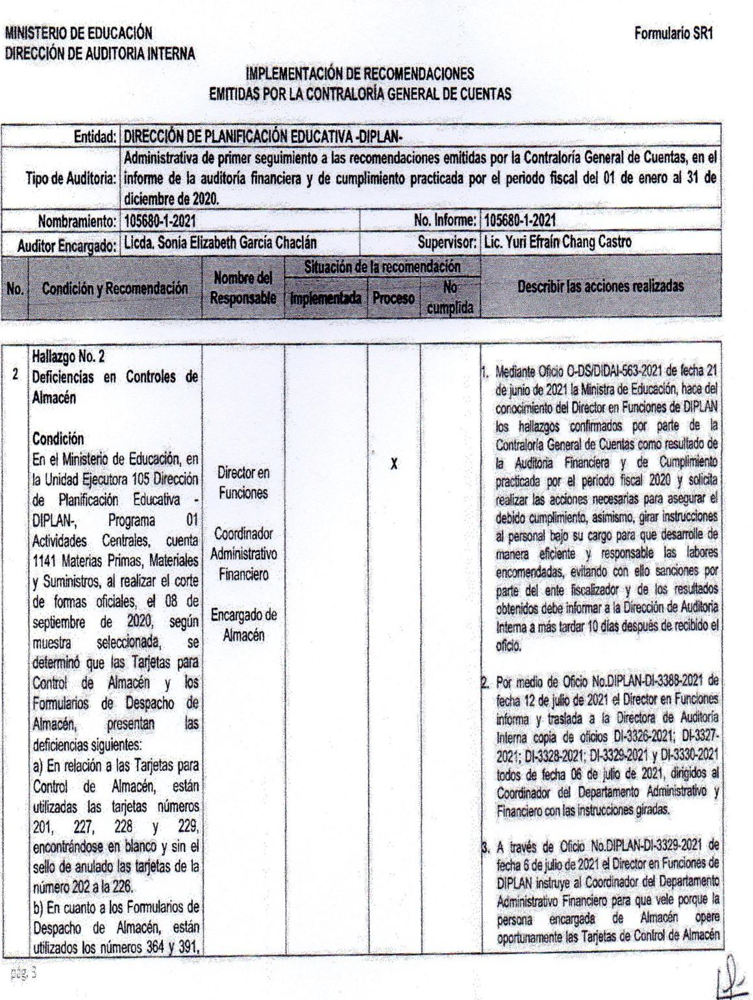 MINISTERIO DE EDUCACIÓN
DIRECCIÓN DE AUDITORIA INTERNA
Formulario SR1
IMPLEMENTACIÓN DE RECOMENDACIONES
EMITIDAS POR LA CONTRALORÍA GENERAL DE CUENTAS
Entidad: DIRECCIÓN DE PLANIFICACIÓN EDUCATIVA -DIPLAN-
Tipo de Auditoria: Administrativa de primer seguimiento a las recomendaciones emitidas por la Contraloría General de Cuentas, en el
informe de la auditoría financiera y de cumplimiento practicada por el periodo fiscal del 01 de enero al 31 de
diciembre de 2020.
Nombramiento: 105680-1-2021 No. Informe: 105680-1-2021
Auditor Encargado: Licda. Sonia Elizabeth García Chaclán Supervisor: Lic. Yuri Efraín Chang Castro
No. Condición y Recomendación
Nombre del
Responsable
Situación de la recomendación
Implementada Proceso
No
cumplida
Describir las acciones realizadas
2
Hallazgo No. 2
Deficiencias en Controles de
Almacén
Condición
En el Ministerio de Educación, en
la Unidad Ejecutora 105 Dirección
de Planificación Educativa -
DIPLAN-, Programa 01
Actividades Centrales, cuenta
1141 Materias Primas, Materiales
y Suministros, al realizar el corte
de formas oficiales, el 08 de
septiembre de 2020, según
muestra seleccionada, se
determinó que las Tarjetas para
Control de Almacén y los
Formularios de Despacho de
Almacén, presentan las
deficiencias siguientes:
a) En relación a las Tarjetas para
Control de Almacén, están
utilizadas las tarjetas números
201, 227, 228 y 229,
encontrándose en blanco y sin el
sello de anulado las tarjetas de la
número 202 a la 226.
b) En cuanto a los Formularios de
Despacho de Almacén, están
utilizados los números 364 y 391,
Director en
Funciones
Coordinador
Administrativo
Financiero
Encargado de
Almacén
X
1. Mediante Oficio O-DS/DIDAI-563-2021 de fecha 21
de junio de 2021 la Ministra de Educación, hace del
conocimiento del Director en Funciones de DIPLAN
los hallazgos confirmados por parte de la
Contraloría General de Cuentas como resultado de
la Auditoria Financiera y de Cumplimiento
practicada por el periodo fiscal 2020 y solicita
realizar las acciones necesarias para asegurar el
debido cumplimiento, asimismo, girar instrucciones
al personal bajo su cargo para que desarrolle de
manera eficiente y responsable las labores
encomendadas, evitando con ello sanciones por
parte del ente fiscalizador y de los resultados
obtenidos debe informar a la Dirección de Auditoria
Interna a más tardar 10 días después de recibido el
oficio.
2. Por medio de Oficio No.DIPLAN-DI-3388-2021 de
fecha 12 de julio de 2021 el Director en Funciones
informa y traslada a la Directora de Auditoría
Interna copia de oficios DI-3326-2021; DI-3327-
2021; DI-3328-2021; DI-3329-2021 y DI-3330-2021
todos de fecha 06 de julio de 2021, dirigidos al
Coordinador del Departamento Administrativo y
Financiero con las instrucciones giradas.
3. A través de Oficio No.DIPLAN-DI-3329-2021 de
fecha 6 de julio de 2021 el Director en Funciones de
DIPLAN instruye al Coordinador del Departamento
Administrativo Financiero para que vele porque la
persona encargada de Almacén opere
oportunamente las Tarjetas de Control de Almacén
pág. 3